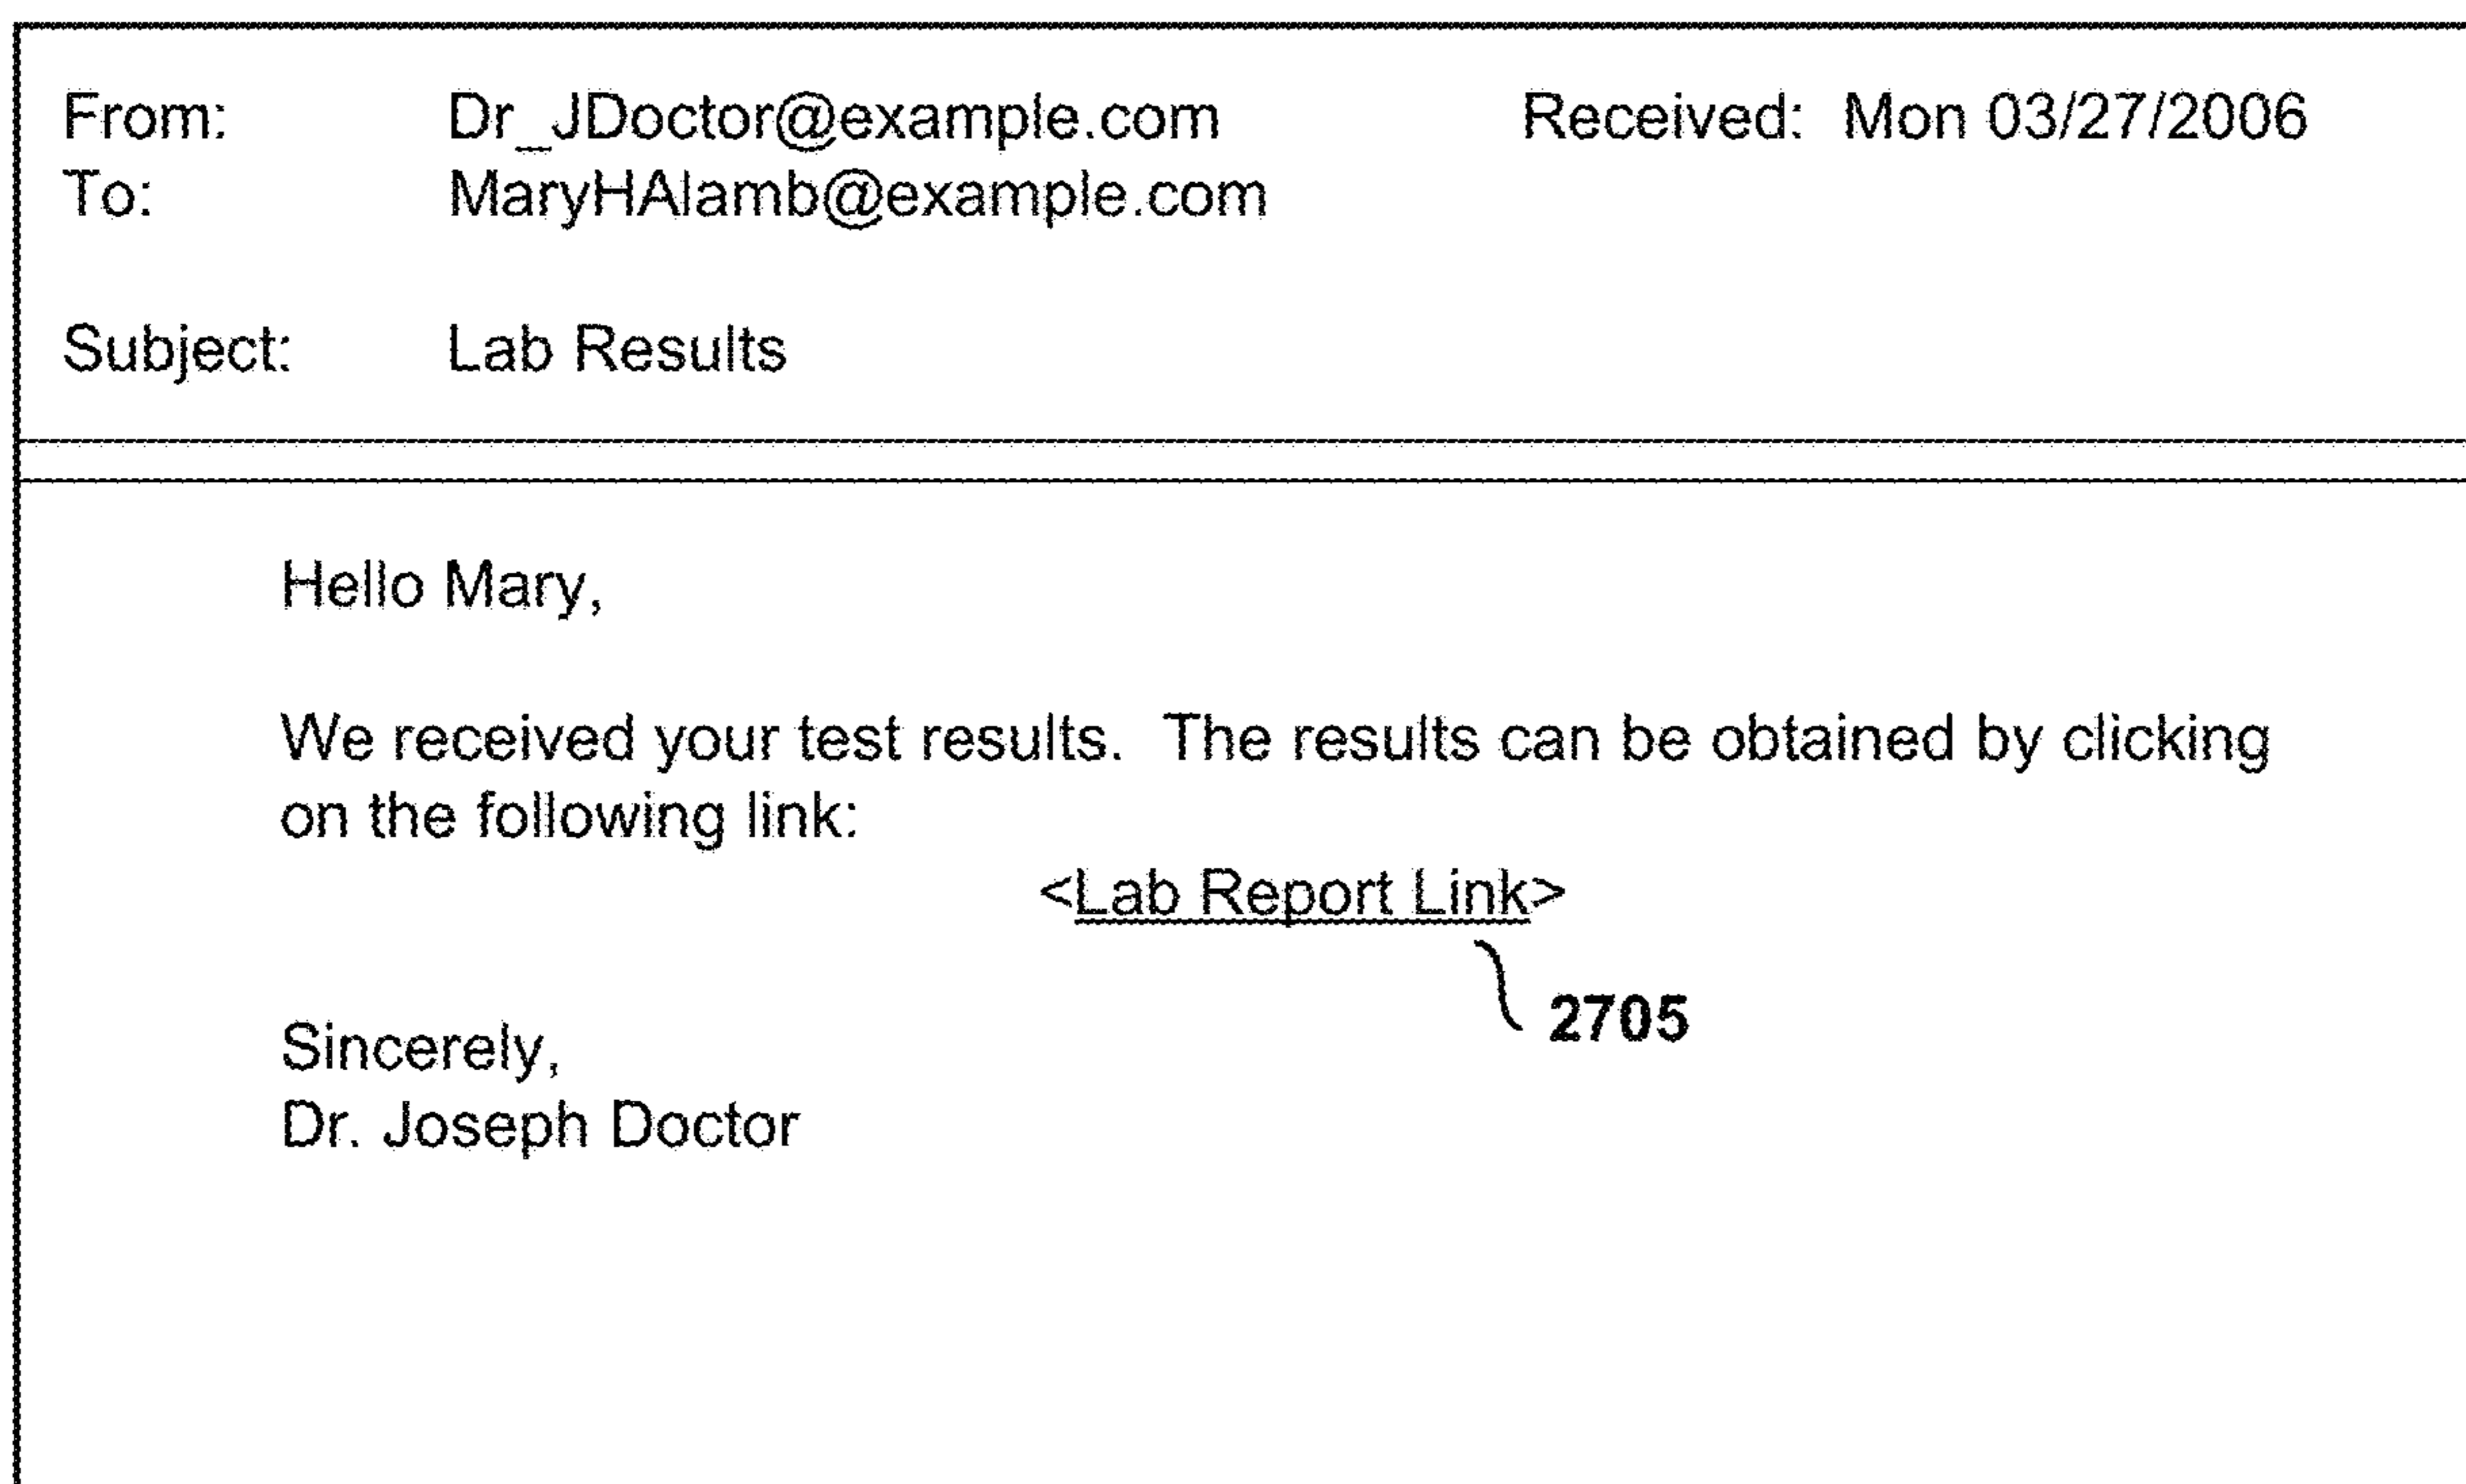 From: Dr_JDoctor@example.com Received: Mon 03/27/2006
To: MaryHAlamb@example.com
Subject: Lab Results
Hello Mary,
We received your test results. The results can be obtained by clicking
on the following link:
<Lab Report Link>
2705
Sincerely,
Dr. Joseph Doctor